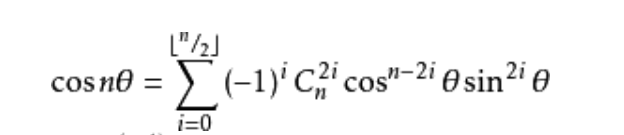 cos nθ = ∑_{i=0}^{⌊n/2⌋} (−1)^i C_n^{2i} cos^{n−2i} θ sin^{2i} θ